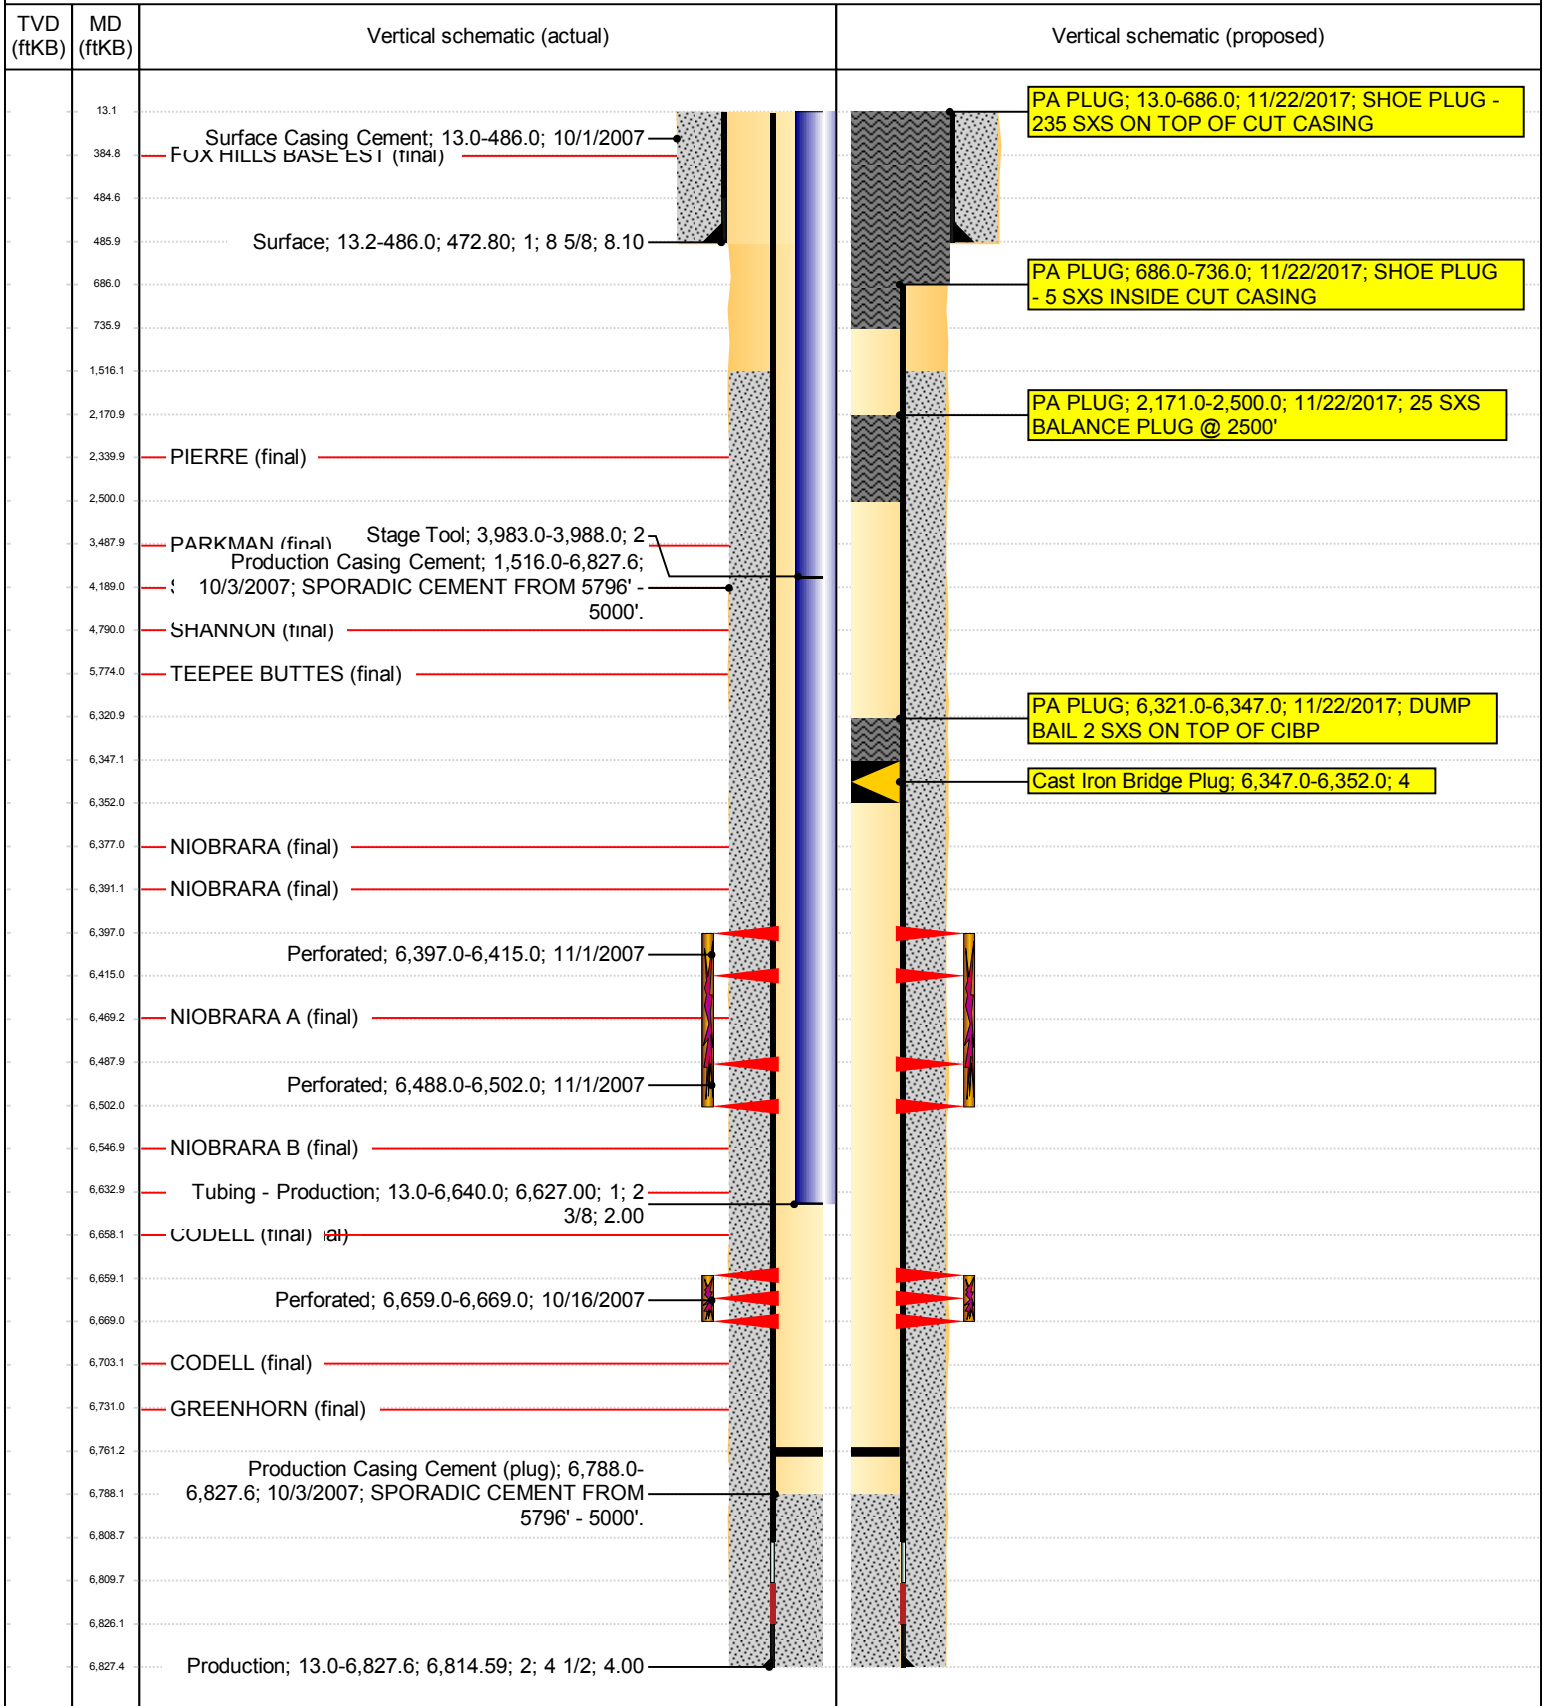 TVD (ftKB)
MD (ftKB)
Vertical schematic (actual)
Vertical schematic (proposed)
13.1
PA PLUG; 13.0-686.0; 11/22/2017; SHOE PLUG -
235 SXS ON TOP OF CUT CASING
Surface Casing Cement; 13.0-486.0; 10/1/2007
384.8
FOX HILLS BASE EST (final)
484.6
485.9
Surface; 13.2-486.0; 472.80; 1; 8 5/8; 8.10
686.0
PA PLUG; 686.0-736.0; 11/22/2017; SHOE PLUG
- 5 SXS INSIDE CUT CASING
735.9
1,516.1
2,170.9
PA PLUG; 2,171.0-2,500.0; 11/22/2017; 25 SXS
BALANCE PLUG @ 2500'
2,339.9
PIERRE (final)
2,500.0
3,487.9
PARKMAN (final)
Stage Tool; 3,983.0-3,988.0; 2
Production Casing Cement; 1,516.0-6,827.6;
4,189.0
10/3/2007; SPORADIC CEMENT FROM 5796' -
5000'.
4,790.0
SHANNON (final)
5,774.0
TEEPEE BUTTES (final)
6,320.9
PA PLUG; 6,321.0-6,347.0; 11/22/2017; DUMP
BAIL 2 SXS ON TOP OF CIBP
6,347.1
Cast Iron Bridge Plug; 6,347.0-6,352.0; 4
6,352.0
6,377.0
NIOBRARA (final)
6,391.1
NIOBRARA (final)
6,397.0
Perforated; 6,397.0-6,415.0; 11/1/2007
6,415.0
6,469.2
NIOBRARA A (final)
6,487.9
Perforated; 6,488.0-6,502.0; 11/1/2007
6,502.0
6,546.9
NIOBRARA B (final)
6,632.9
Tubing - Production; 13.0-6,640.0; 6,627.00; 1; 2
3/8; 2.00
6,658.1
CODELL (final)
6,659.1
Perforated; 6,659.0-6,669.0; 10/16/2007
6,669.0
6,703.1
CODELL (final)
6,731.0
GREENHORN (final)
6,761.2
Production Casing Cement (plug); 6,788.0-
6,788.1
6,827.6; 10/3/2007; SPORADIC CEMENT FROM
5796' - 5000'.
6,808.7
6,809.7
6,826.1
6,827.4
Production; 13.0-6,827.6; 6,814.59; 2; 4 1/2; 4.00